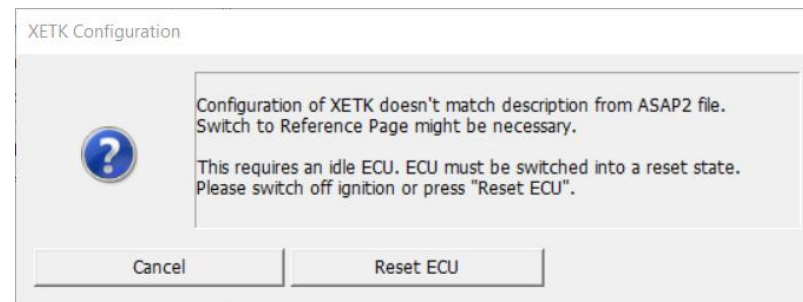 XETK Configuration
Configuration of XETK doesn't match description from ASAP2 file.
Switch to Reference Page might be necessary.
This requires an idle ECU. ECU must be switched into a reset state.
Please switch off ignition or press "Reset ECU".
Cancel
Reset ECU